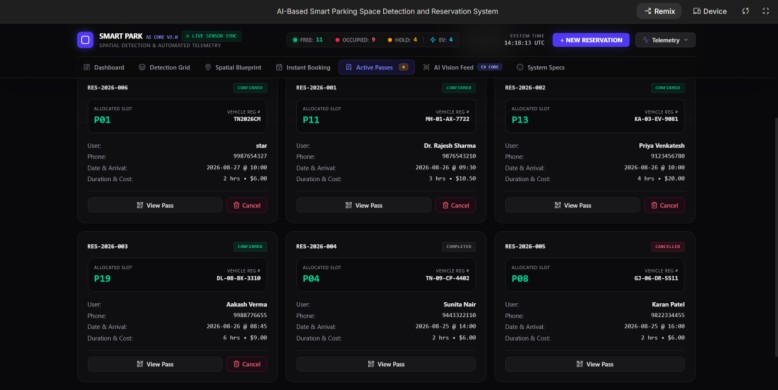 AI-Based Smart Parking Space Detection and Reservation System
Remix
Device
SMART PARK AI CORE V3.0 LIVE SENSOR SYNC
SPATIAL DETECTION & AUTOMATED TELEMETRY
FREE: 11 OCCUPIED: 9 HOLD: 4 EV: 4
SYSTEM TIME
14:18:13 UTC
+ NEW RESERVATION
Telemetry
Dashboard Detection Grid Spatial Blueprint Instant Booking Active Passes AI Vision Feed CV CORE System Specs
RES-2026-006 CONFIRMED
ALLOCATED SLOT VEHICLE REG #
P01 TN2026CM
User: star
Phone: 9987654327
Date & Arrival: 2026-08-27 @ 10:00
Duration & Cost: 2 hrs • $6.00
View Pass Cancel
RES-2026-001 CONFIRMED
ALLOCATED SLOT VEHICLE REG #
P11 MH-01-AX-7722
User: Dr. Rajesh Sharma
Phone: 9876543210
Date & Arrival: 2026-08-26 @ 09:30
Duration & Cost: 3 hrs • $10.50
View Pass Cancel
RES-2026-002 CONFIRMED
ALLOCATED SLOT VEHICLE REG #
P13 KA-03-EV-9081
User: Priya Venkatesh
Phone: 9123456780
Date & Arrival: 2026-08-26 @ 10:00
Duration & Cost: 4 hrs • $20.00
View Pass Cancel
RES-2026-003 CONFIRMED
ALLOCATED SLOT VEHICLE REG #
P19 DL-08-BX-3310
User: Aakash Verma
Phone: 9988776655
Date & Arrival: 2026-08-26 @ 08:45
Duration & Cost: 6 hrs • $9.00
View Pass Cancel
RES-2026-004 COMPLETED
ALLOCATED SLOT VEHICLE REG #
P04 TN-09-CP-4402
User: Sunita Nair
Phone: 9443322110
Date & Arrival: 2026-08-25 @ 14:00
Duration & Cost: 2 hrs • $6.00
View Pass
RES-2026-005 CANCELLED
ALLOCATED SLOT VEHICLE REG #
P08 GJ-06-DR-5511
User: Karan Patel
Phone: 9822334455
Date & Arrival: 2026-08-25 @ 16:00
Duration & Cost: 2 hrs • $6.00
View Pass